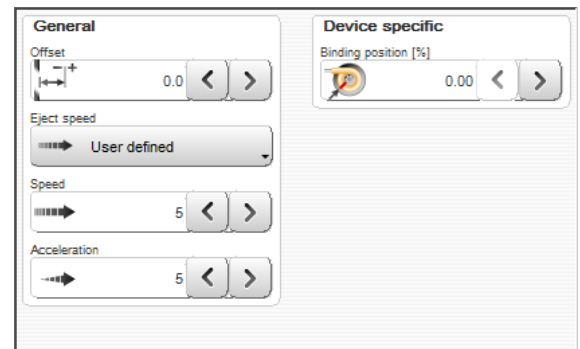 General
Offset
0.0
Eject speed
User defined
Speed
5
Acceleration
5
Device specific
Binding position [%]
0.00